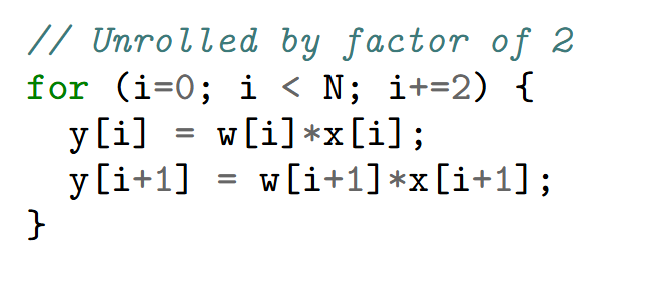 // Unrolled by factor of 2
for (i=0; i < N; i+=2) {
  y[i] = w[i]*x[i];
  y[i+1] = w[i+1]*x[i+1];
}